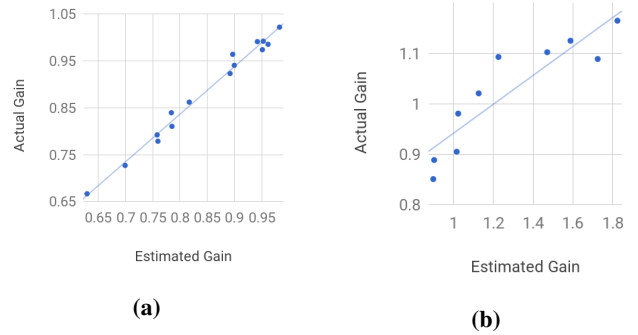 1.05
0.95
0.85
0.75
0.65
Actual Gain
0.65 0.7 0.75 0.8 0.85 0.9 0.95
Estimated Gain
(a)
1.1
1
0.9
0.8
Actual Gain
1 1.2 1.4 1.6 1.8
Estimated Gain
(b)